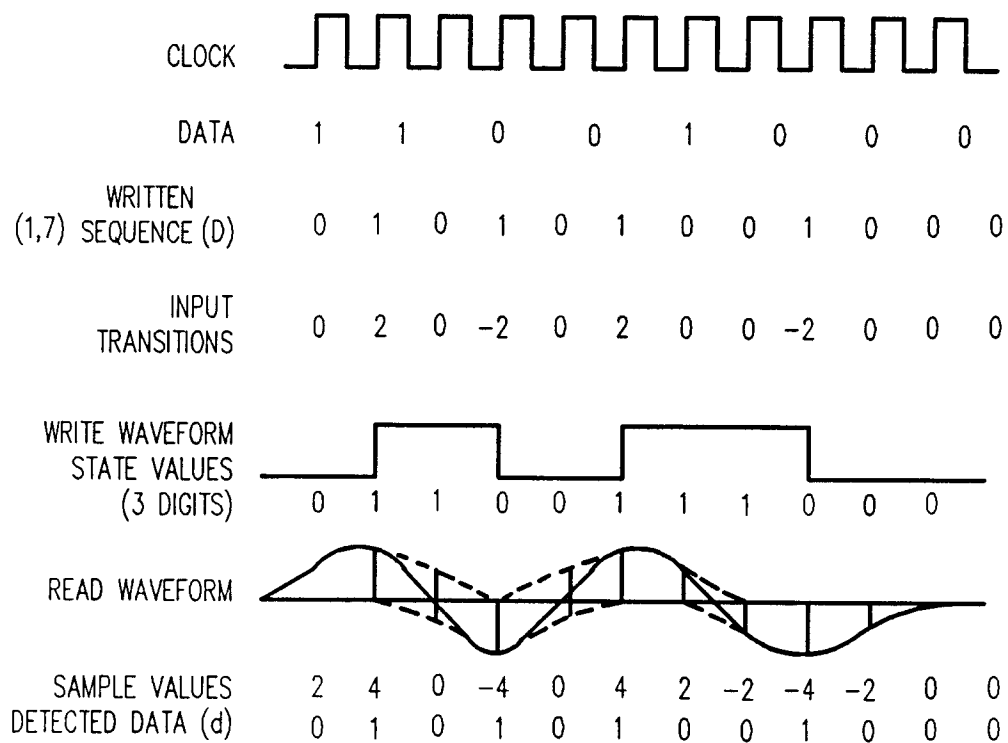 CLOCK
DATA 1 1 0 0 1 0 0 0
WRITTEN
(1,7) SEQUENCE (D) 0 1 0 1 0 1 0 0 1 0 0 0
INPUT
TRANSITIONS 0 2 0 -2 0 2 0 0 -2 0 0 0
WRITE WAVEFORM
STATE VALUES
(3 DIGITS) 0 1 1 0 0 1 1 1 0 0 0
READ WAVEFORM
SAMPLE VALUES 2 4 0 -4 0 4 2 -2 -4 -2 0 0
DETECTED DATA (d) 0 1 0 1 0 1 0 0 1 0 0 0